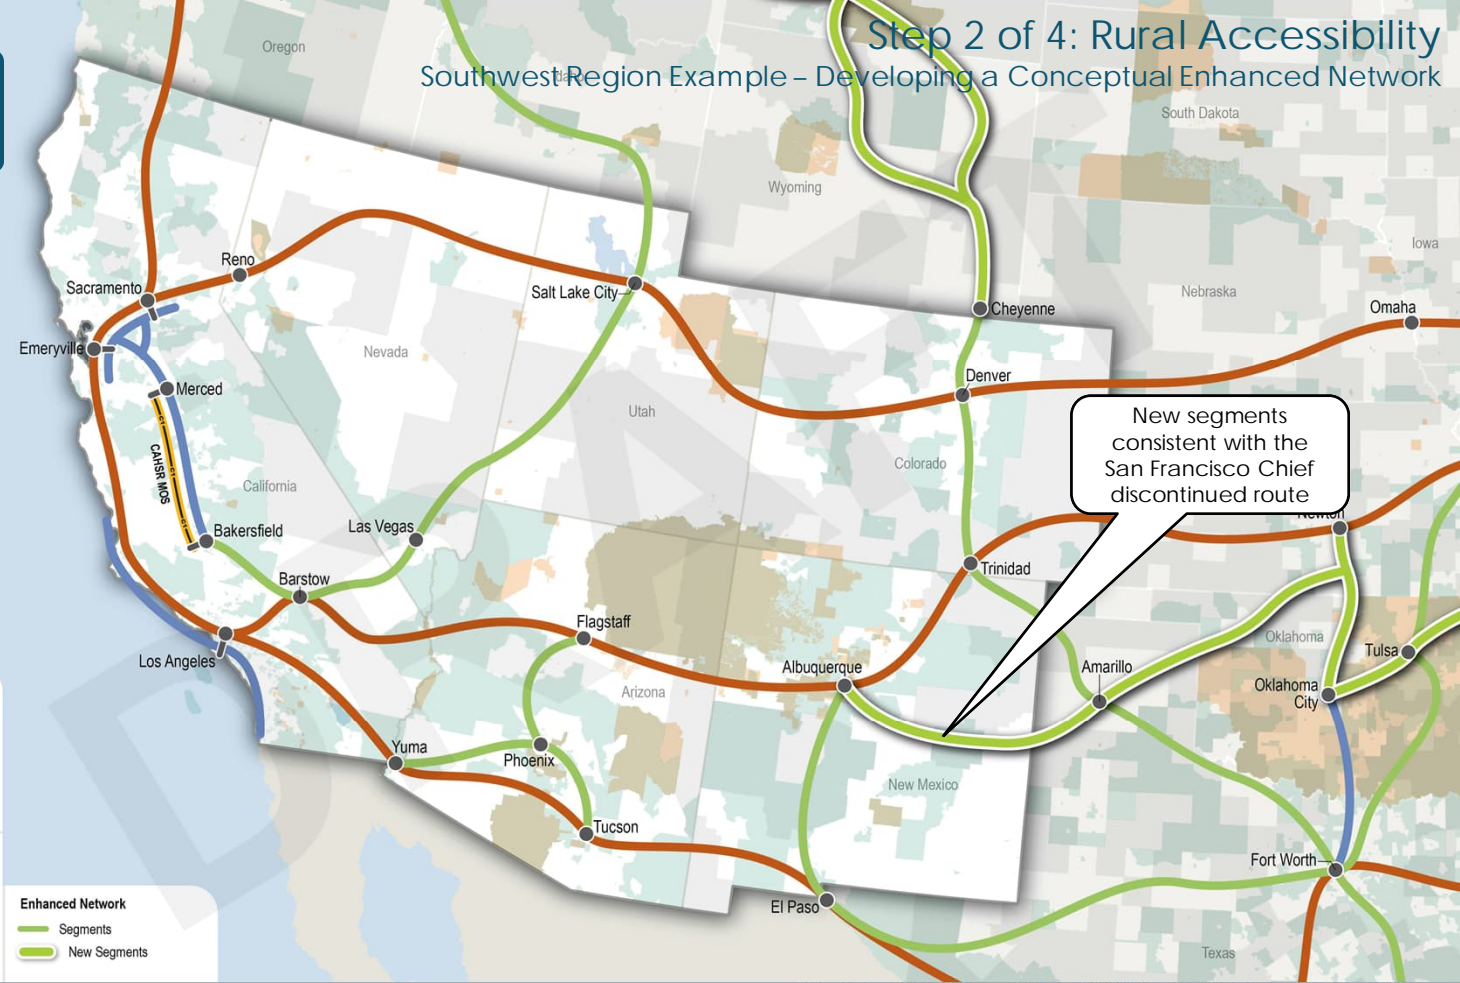 Step 2 of 4: Rural Accessibility
Southwest Region Example – Developing a Conceptual Enhanced Network
Oregon
Idaho
South Dakota
Wyoming
Iowa
Reno
Sacramento
Salt Lake City
Nebraska
Omaha
Cheyenne
Emeryville
Nevada
Merced
Denver
Utah
New segments
consistent with the
San Francisco Chief
discontinued route
CAHSR MOS
Colorado
California
Newton
Bakersfield
Las Vegas
Barstow
Trinidad
Flagstaff
Oklahoma
Tulsa
Los Angeles
Albuquerque
Amarillo
Arizona
Oklahoma
City
Yuma
Phoenix
New Mexico
Tucson
Fort Worth
El Paso
Texas
Enhanced Network
Segments
New Segments
DRAFT